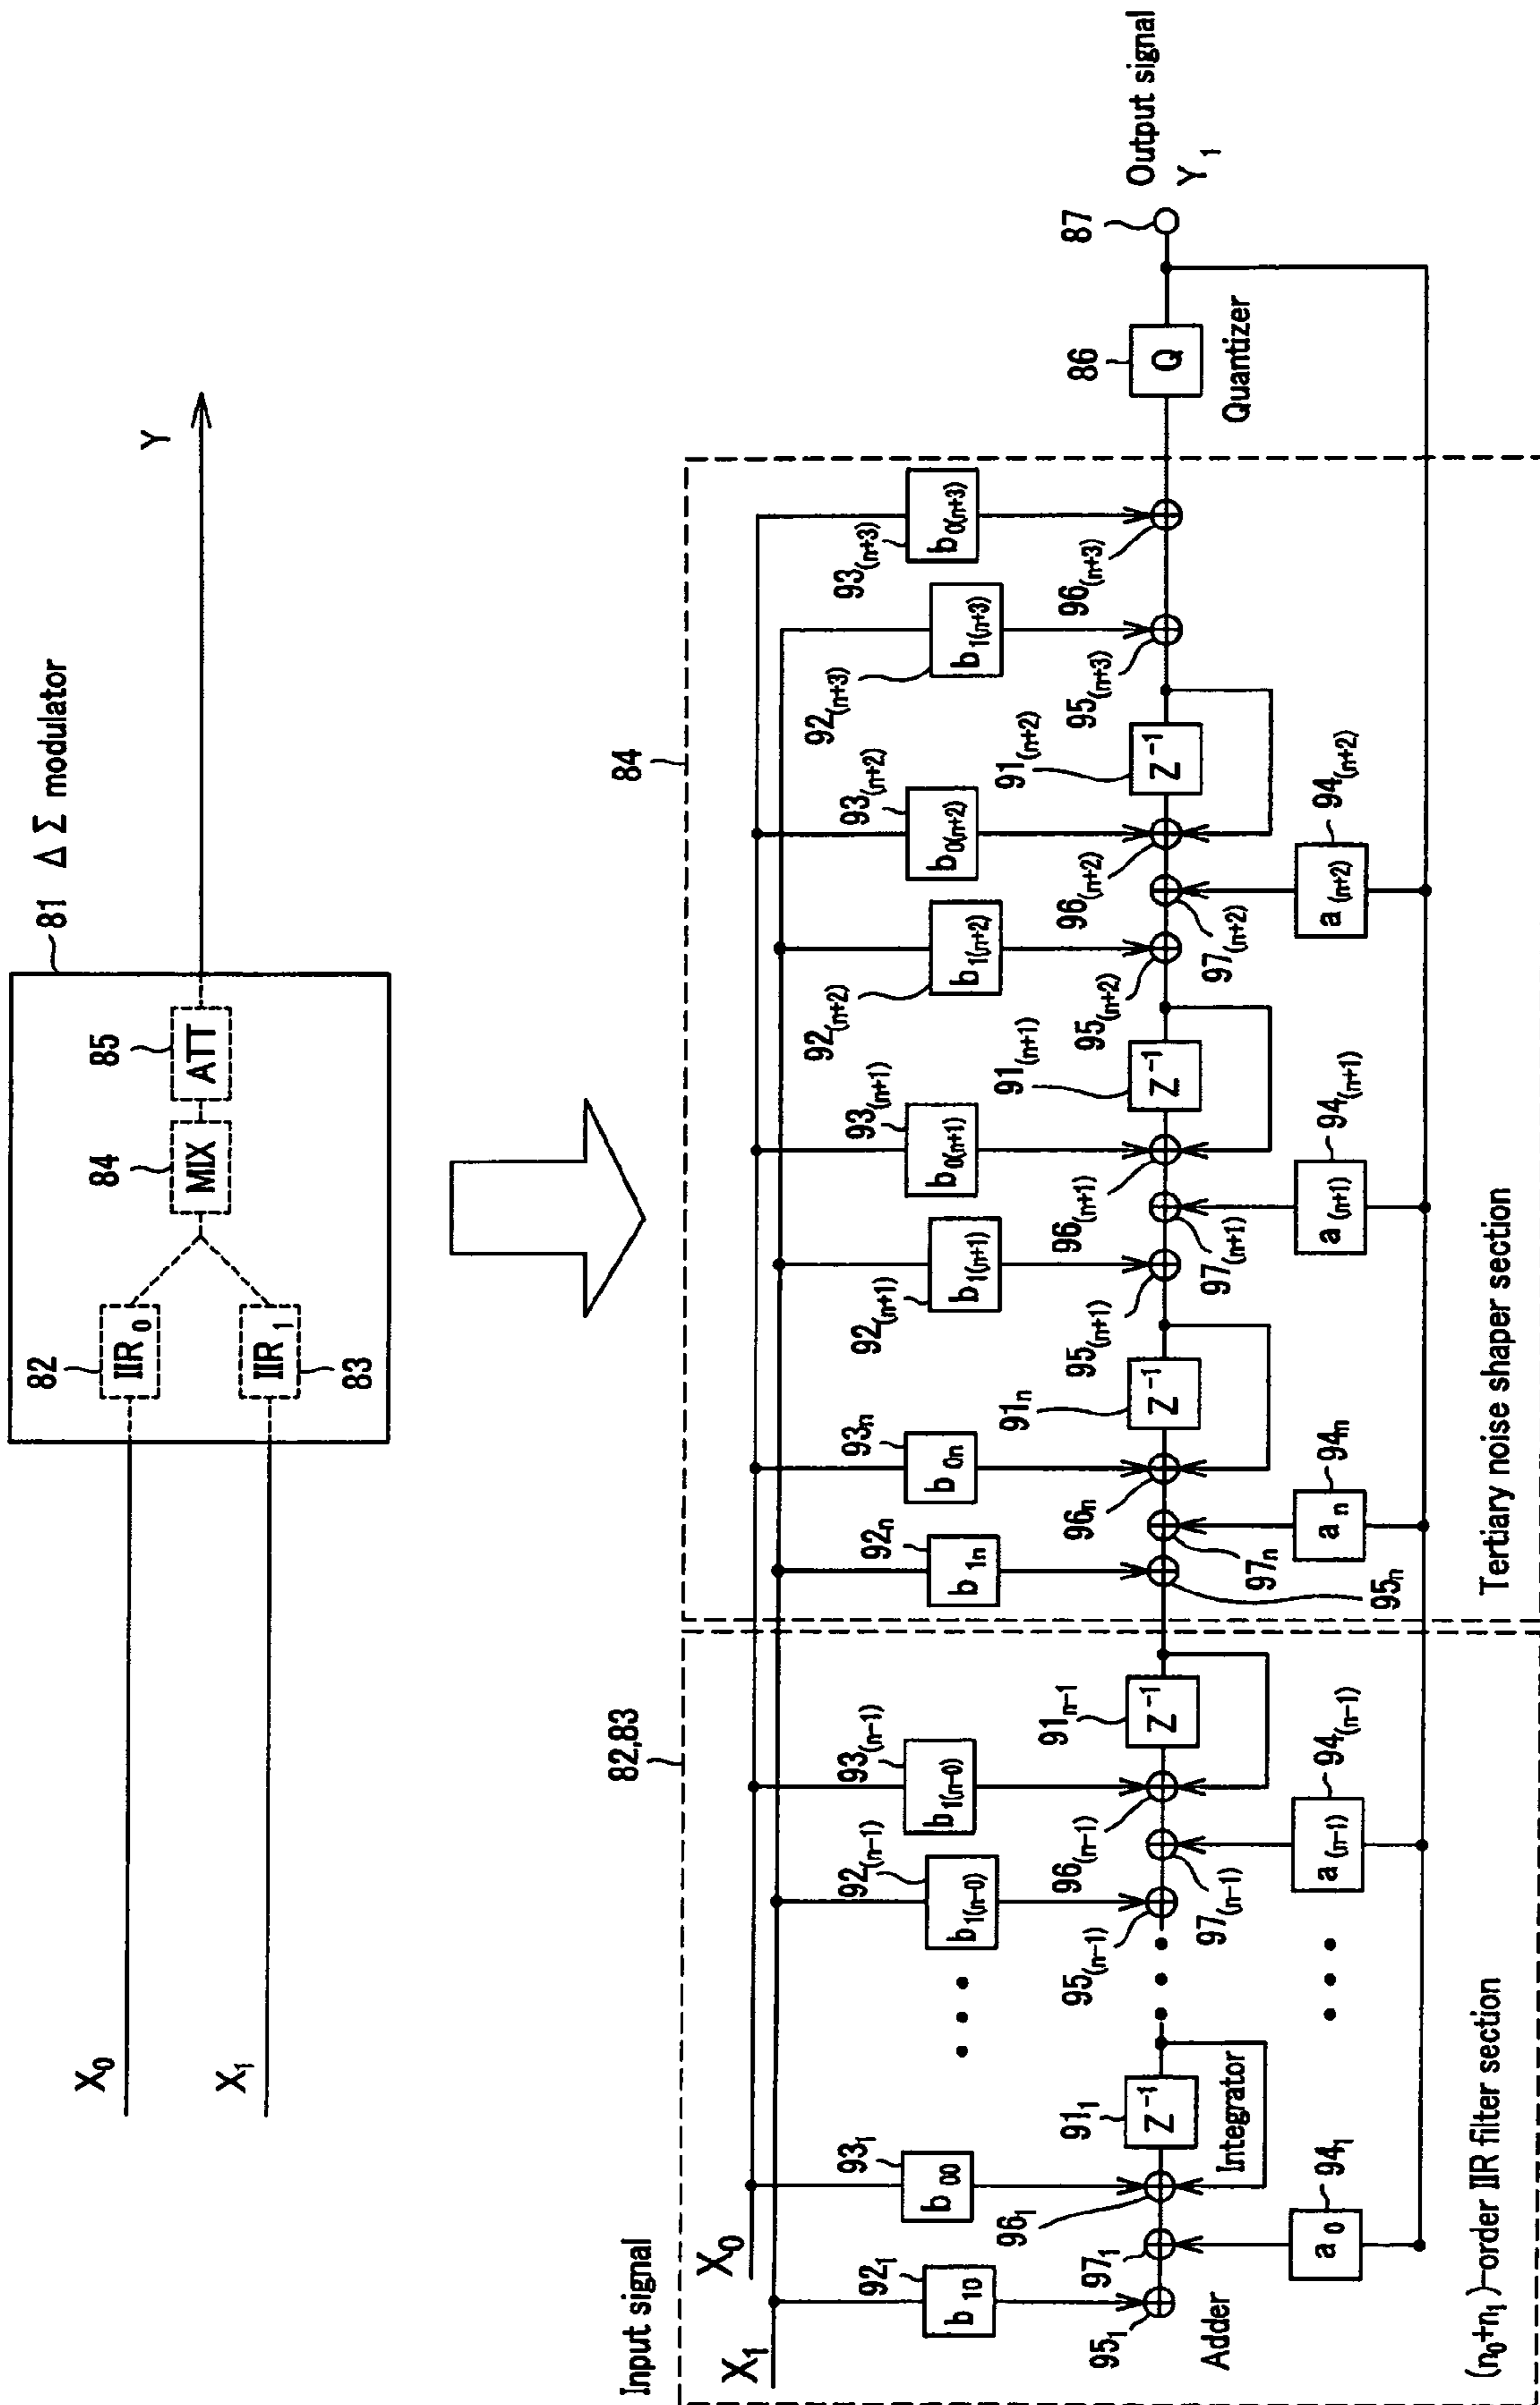 81 ΔΣ modulator
82
IIR₀
84
MIX
85
ATT
IIR₁
83
X₀
X₁
Y
Input signal
82,83
84
X₀
X₁
92₁
b₁₀
93₁
b₀₀
95₁
Adder
97₁
96₁
91₁
Z⁻¹
Integrator
a₀
94₁
• • •
• • •
• • •
92₍ₙ₋₁₎
b₁₍ₙ₋₀₎
93₍ₙ₋₁₎
b₁₍ₙ₋₀₎
95₍ₙ₋₁₎
97₍ₙ₋₁₎
96₍ₙ₋₁₎
91ₙ₋₁
Z⁻¹
a₍ₙ₋₁₎
94₍ₙ₋₁₎
(n₀+n₁)-order IIR filter section
92ₙ
b₁ₙ
93ₙ
b₀ₙ
95ₙ
97ₙ
96ₙ
91ₙ
Z⁻¹
aₙ
94ₙ
92₍ₙ₊₁₎
b₁₍ₙ₊₁₎
93₍ₙ₊₁₎
b₀₍ₙ₊₁₎
95₍ₙ₊₁₎
97₍ₙ₊₁₎
96₍ₙ₊₁₎
91₍ₙ₊₁₎
Z⁻¹
a₍ₙ₊₁₎
94₍ₙ₊₁₎
92₍ₙ₊₂₎
b₁₍ₙ₊₂₎
93₍ₙ₊₂₎
b₀₍ₙ₊₂₎
95₍ₙ₊₂₎
97₍ₙ₊₂₎
96₍ₙ₊₂₎
91₍ₙ₊₂₎
Z⁻¹
a₍ₙ₊₂₎
94₍ₙ₊₂₎
92₍ₙ₊₃₎
b₁₍ₙ₊₃₎
93₍ₙ₊₃₎
b₀₍ₙ₊₃₎
95₍ₙ₊₃₎
96₍ₙ₊₃₎
Tertiary noise shaper section
86
Q
Quantizer
87
Output signal
Y₁